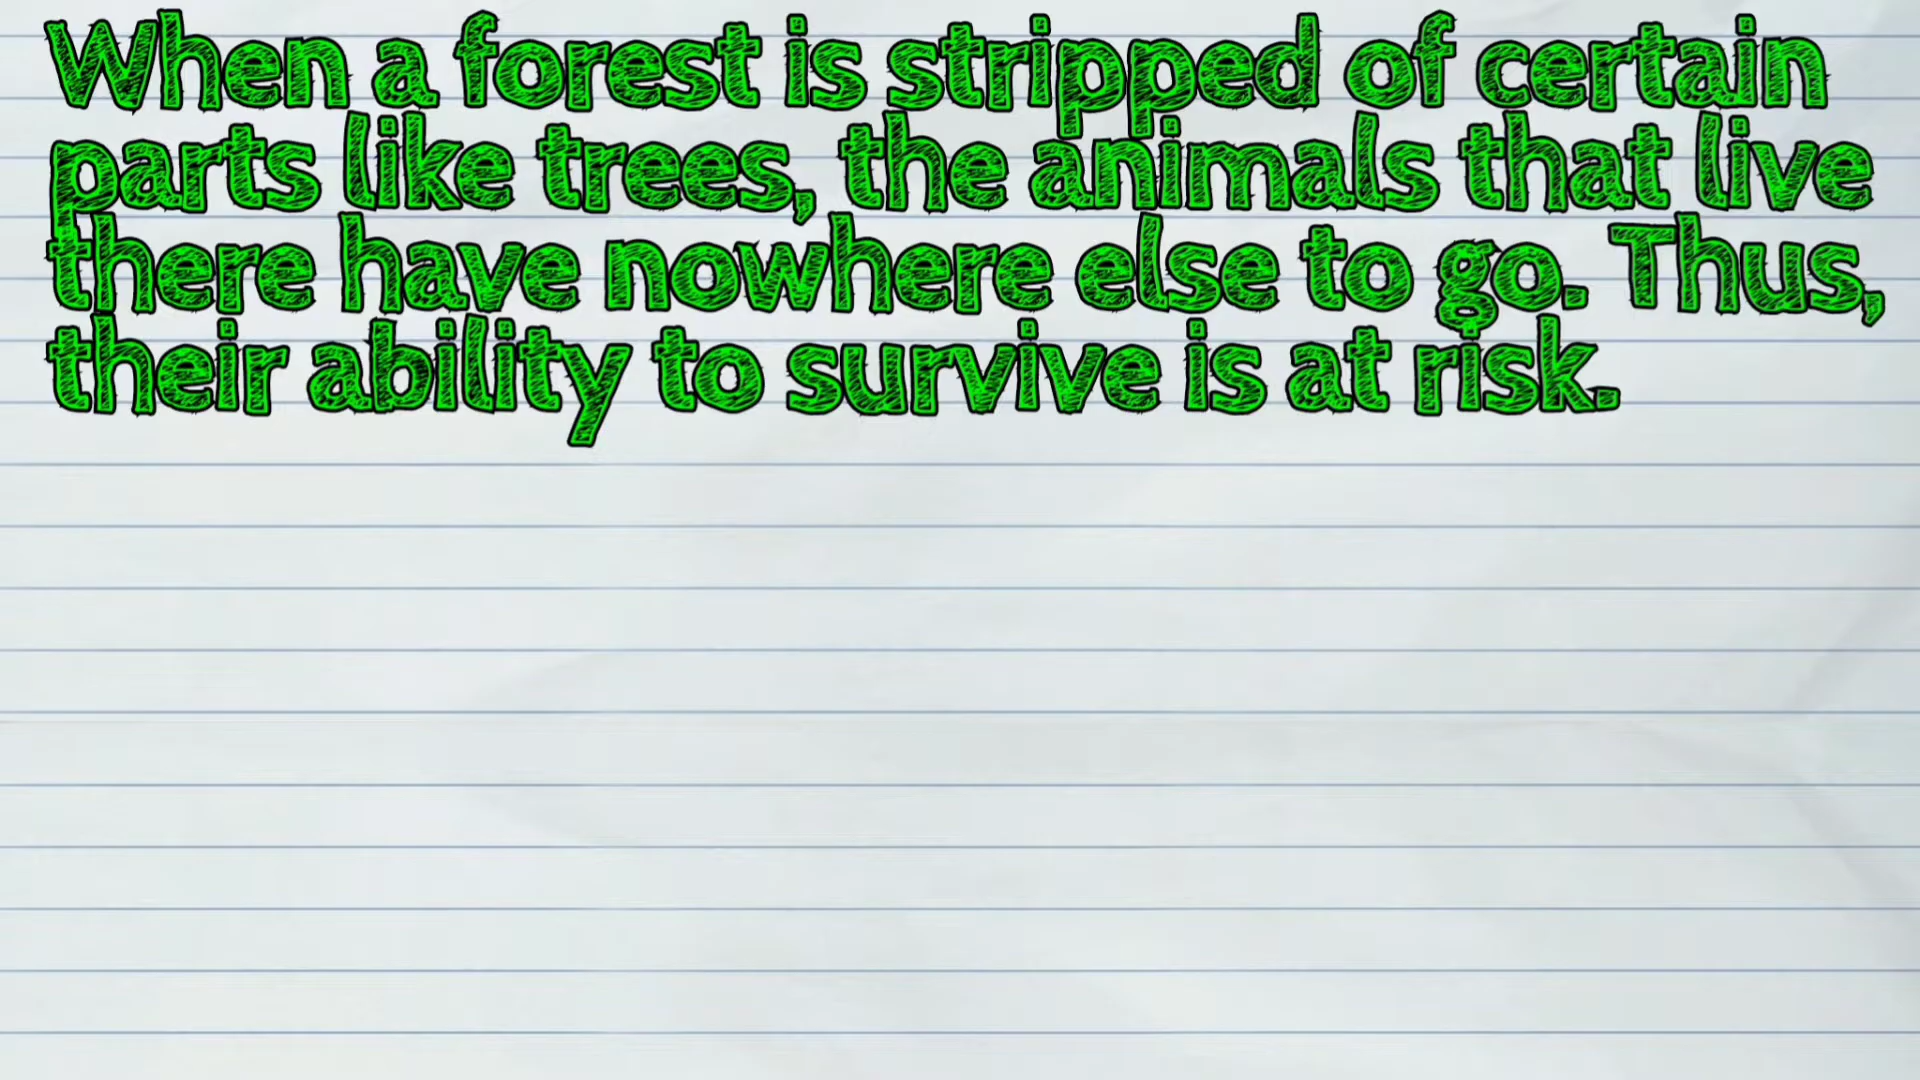 When a forest is stripped of certain
parts like trees, the animals that live
there have nowhere else to go. Thus,
their ability to survive is at risk.